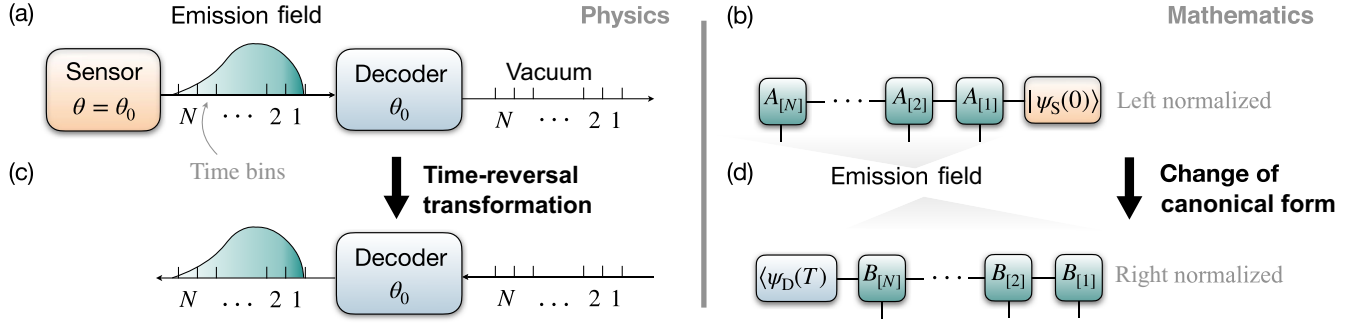 (a) Emission field Physics
Sensor
θ = θ₀
Decoder
θ₀
Vacuum
N ⋯ 2 1
N ⋯ 2 1
Time bins
(c)
Time-reversal
transformation
Decoder
θ₀
N ⋯ 2 1
N ⋯ 2 1
(b) Mathematics
A[N] ⋯ A[2] A[1] |ψS(0)⟩ Left normalized
(d)
Emission field
Change of
canonical form
⟨ψD(T) B[N] ⋯ B[2] B[1] Right normalized